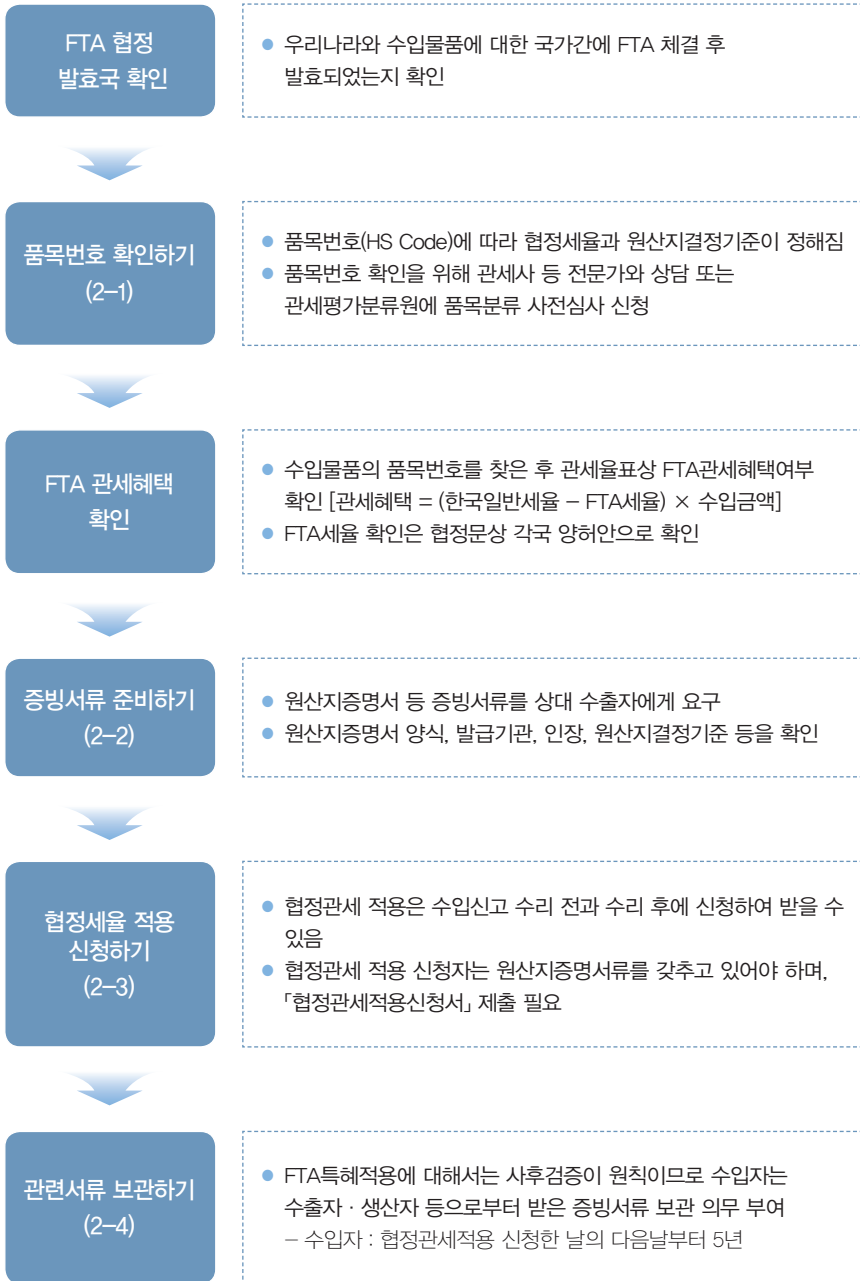 FTA 협정
발효국 확인
● 우리나라와 수입물품에 대한 국가간에 FTA 체결 후
발효되었는지 확인
품목번호 확인하기
(2–1)
● 품목번호(HS Code)에 따라 협정세율과 원산지결정기준이 정해짐
● 품목번호 확인을 위해 관세사 등 전문가와 상담 또는
관세평가분류원에 품목분류 사전심사 신청
FTA 관세혜택
확인
● 수입물품의 품목번호를 찾은 후 관세율표상 FTA관세혜택여부
확인 [관세혜택 = (한국일반세율 – FTA세율) × 수입금액]
● FTA세율 확인은 협정문상 각국 양허안으로 확인
증빙서류 준비하기
(2–2)
● 원산지증명서 등 증빙서류를 상대 수출자에게 요구
● 원산지증명서 양식, 발급기관, 인장, 원산지결정기준 등을 확인
협정세율 적용
신청하기
(2–3)
● 협정관세 적용은 수입신고 수리 전과 수리 후에 신청하여 받을 수
있음
● 협정관세 적용 신청자는 원산지증명서류를 갖추고 있어야 하며,
「협정관세적용신청서」 제출 필요
관련서류 보관하기
(2–4)
● FTA특혜적용에 대해서는 사후검증이 원칙이므로 수입자는
수출자 · 생산자 등으로부터 받은 증빙서류 보관 의무 부여
– 수입자 : 협정관세적용 신청한 날의 다음날부터 5년